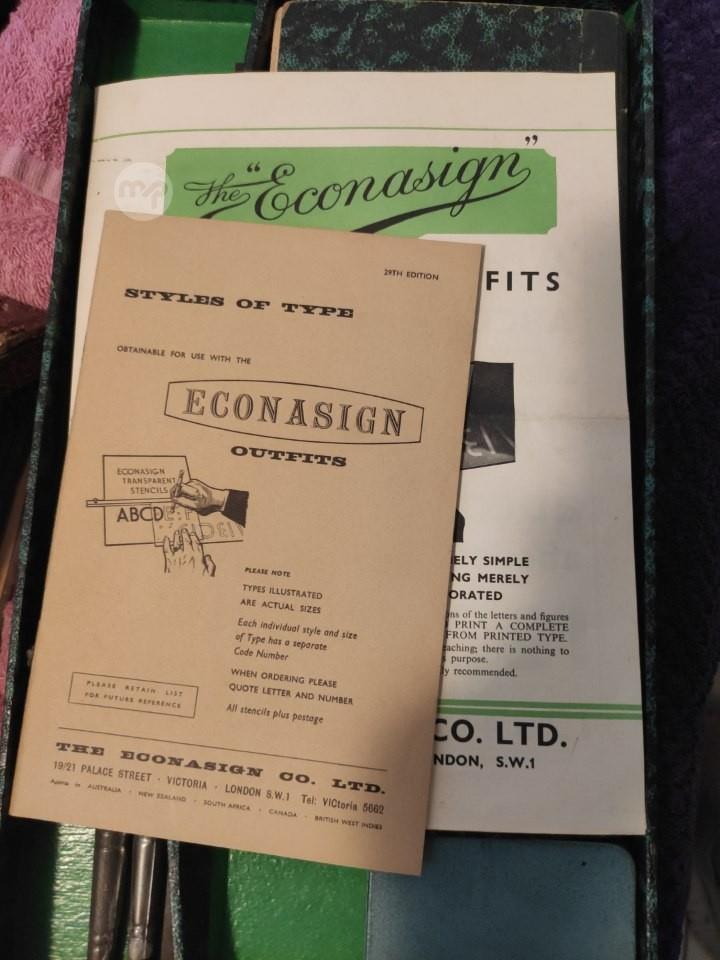 The "Econasign"
FITS
ELY SIMPLE
NG MERELY
ORATED
ns of the letters and figures
PRINT A COMPLETE
FROM PRINTED TYPE.
eaching; there is nothing to
s purpose.
ly recommended.
CO. LTD.
NDON, S.W.1
29TH EDITION
STYLES OF TYPE
OBTAINABLE FOR USE WITH THE
ECONASIGN
OUTFITS
ECONASIGN
TRANSPARENT
STENCILS
ABCDE
PLEASE NOTE
TYPES ILLUSTRATED
ARE ACTUAL SIZES
Each individual style and size
of Type has a separate
Code Number
WHEN ORDERING PLEASE
QUOTE LETTER AND NUMBER
All stencils plus postage
PLEASE RETAIN LIST
FOR FUTURE REFERENCE
THE ECONASIGN CO. LTD.
19/21 PALACE STREET · VICTORIA · LONDON S.W.1 Tel: VICtoria 5662
Agents in AUSTRALIA · NEW ZEALAND · SOUTH AFRICA · CANADA · BRITISH WEST INDIES